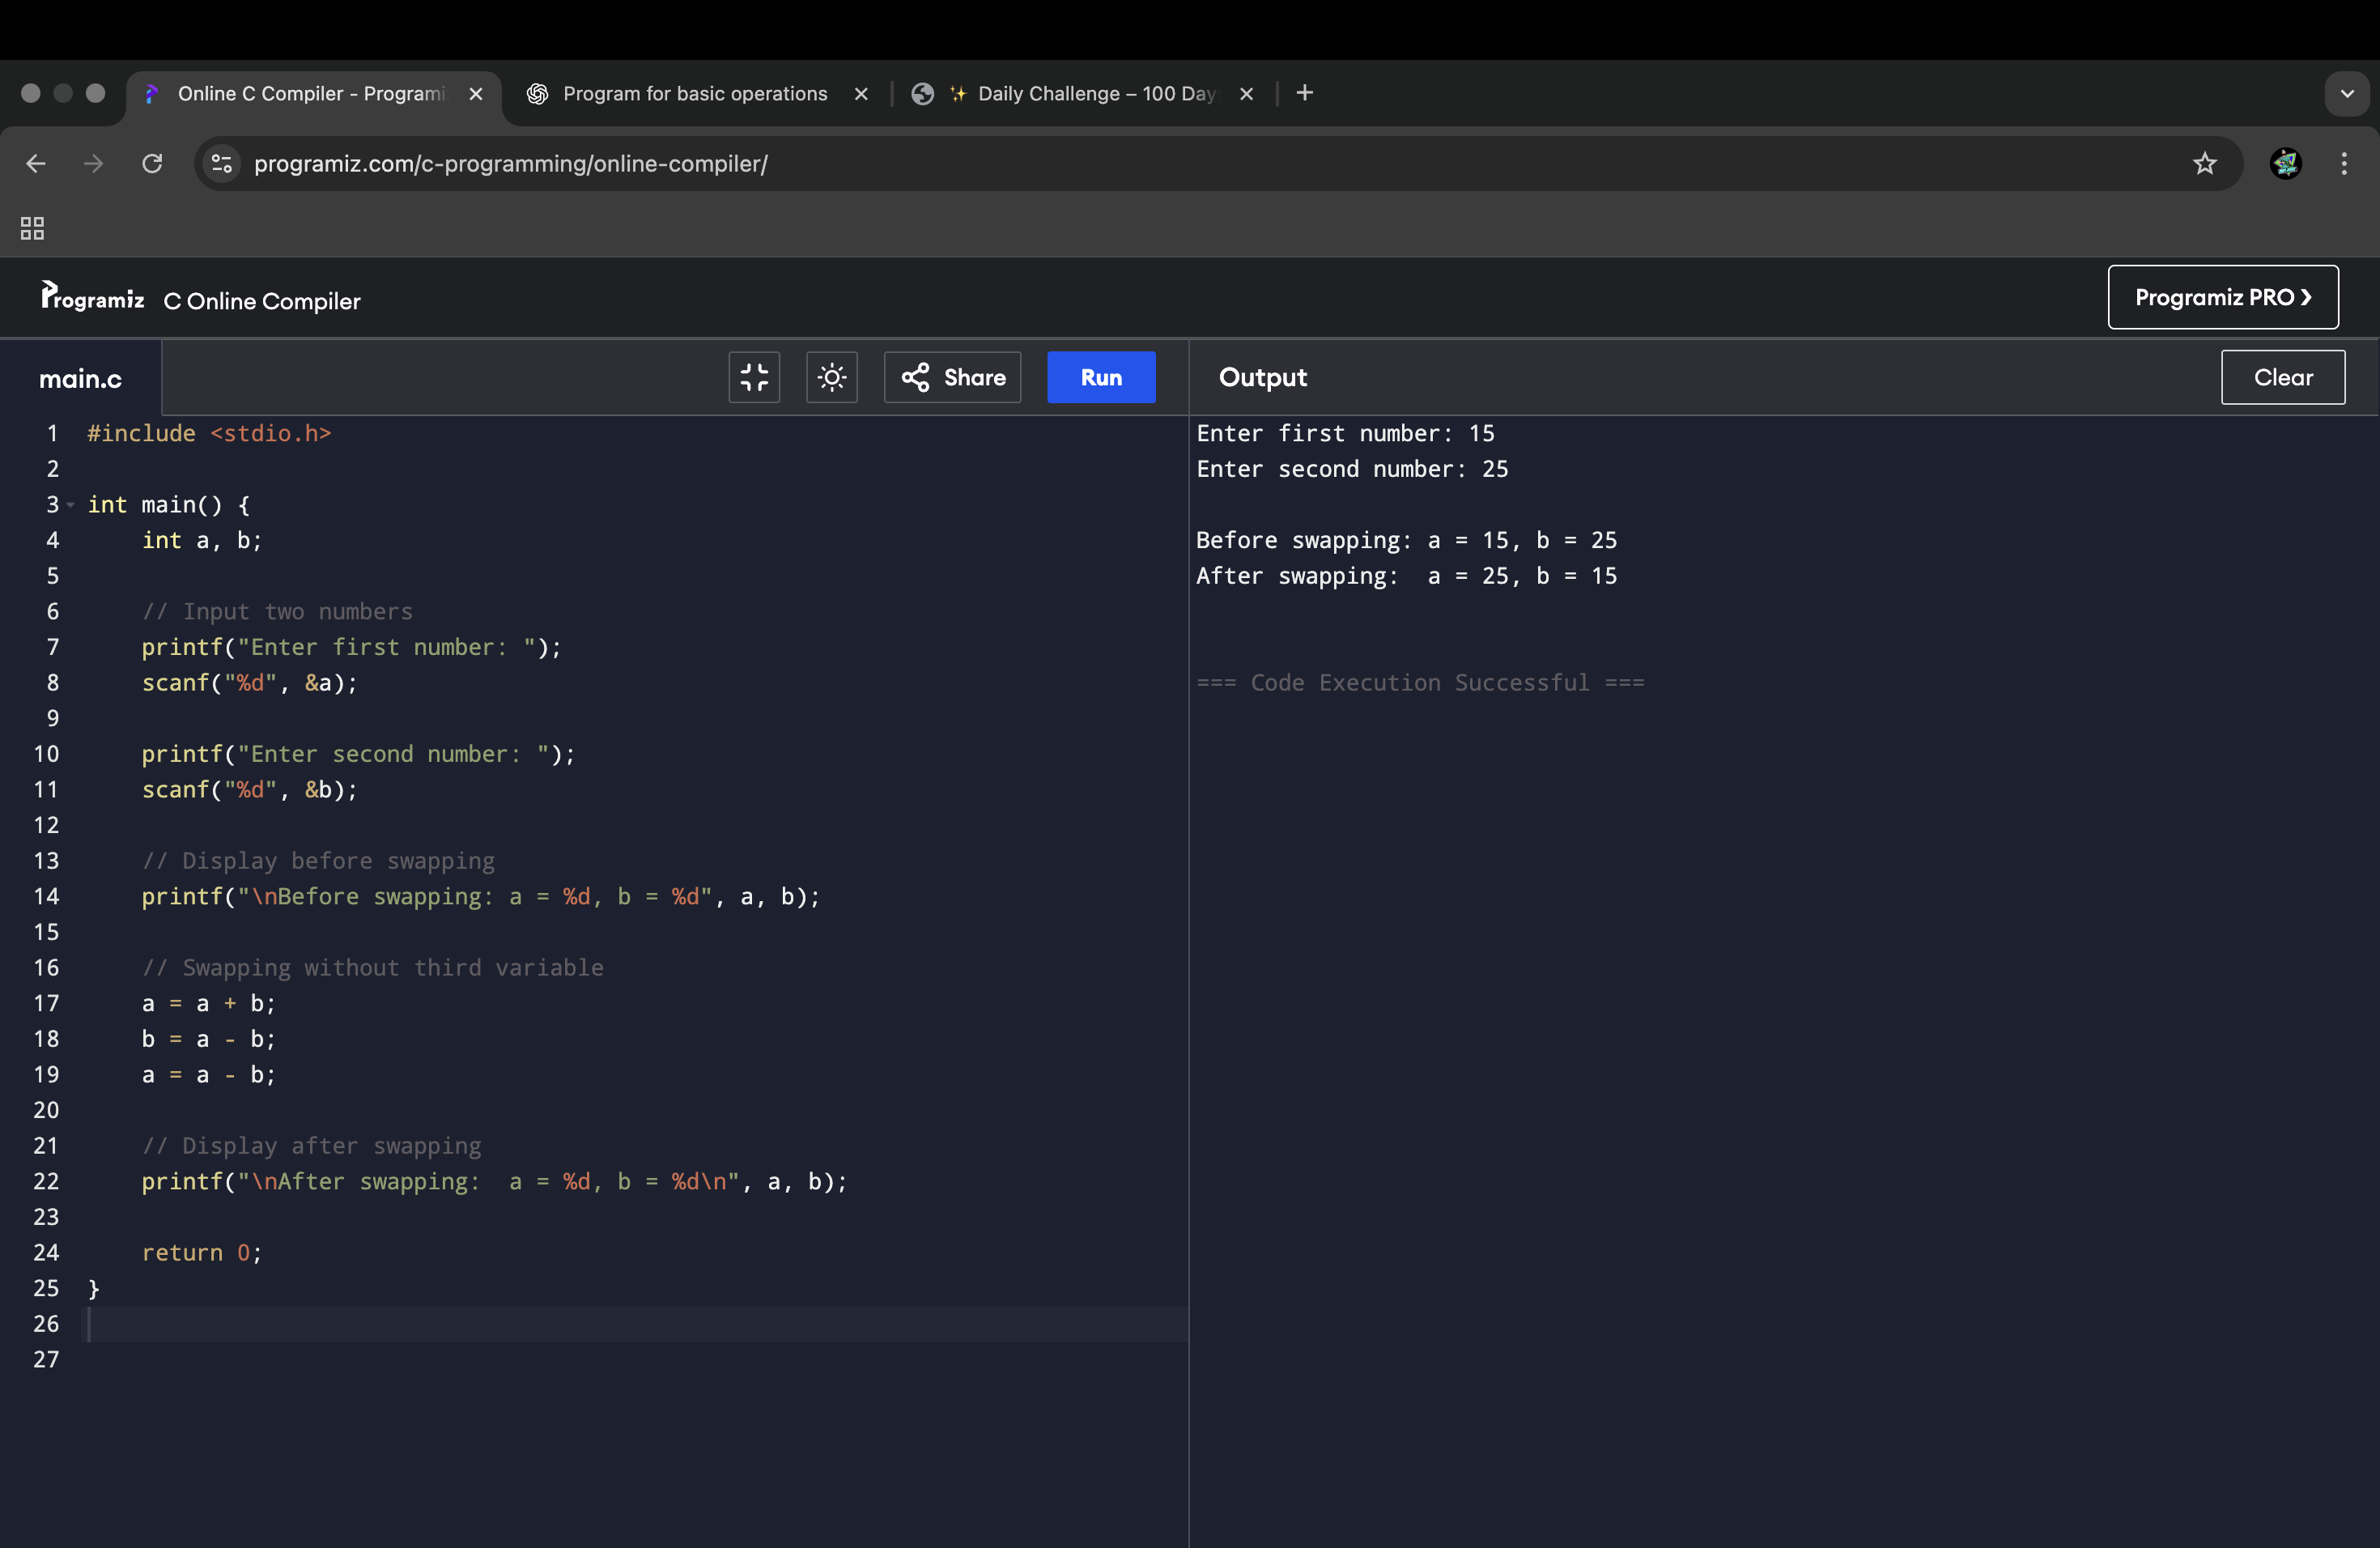 Online C Compiler - Programi
Program for basic operations
✨ Daily Challenge – 100 Day
programiz.com/c-programming/online-compiler/
Programiz C Online Compiler
Programiz PRO ❯
main.c
Share
Run
Output
Clear
1 #include <stdio.h>
2
3 int main() {
4     int a, b;
5
6     // Input two numbers
7     printf("Enter first number: ");
8     scanf("%d", &a);
9
10     printf("Enter second number: ");
11     scanf("%d", &b);
12
13     // Display before swapping
14     printf("\nBefore swapping: a = %d, b = %d", a, b);
15
16     // Swapping without third variable
17     a = a + b;
18     b = a - b;
19     a = a - b;
20
21     // Display after swapping
22     printf("\nAfter swapping:  a = %d, b = %d\n", a, b);
23
24     return 0;
25 }
26
27
Enter first number: 15
Enter second number: 25
Before swapping: a = 15, b = 25
After swapping:  a = 25, b = 15
=== Code Execution Successful ===